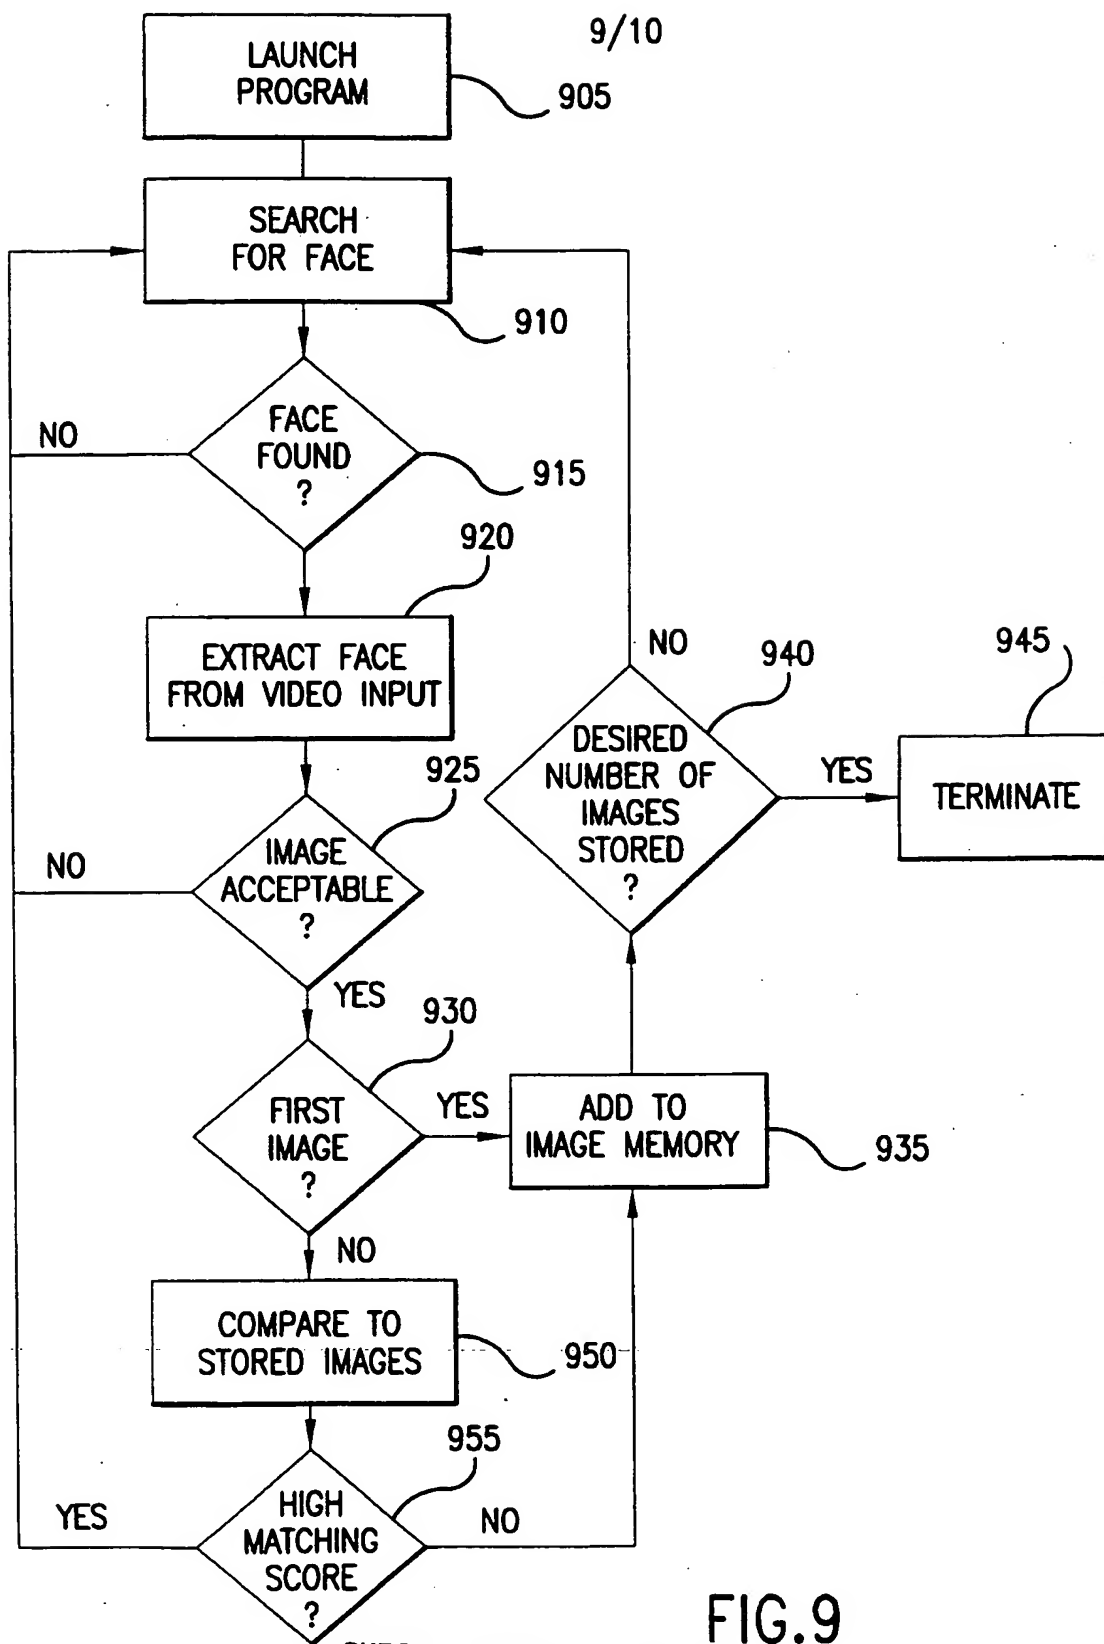 9/10
LAUNCH
PROGRAM
905
SEARCH
FOR FACE
910
FACE
FOUND
?
NO
915
920
EXTRACT FACE
FROM VIDEO INPUT
925
IMAGE
ACCEPTABLE
?
NO
YES
930
FIRST
IMAGE
?
YES
NO
ADD TO
IMAGE MEMORY
935
NO
940
DESIRED
NUMBER OF
IMAGES
STORED
?
YES
945
TERMINATE
COMPARE TO
STORED IMAGES
950
955
HIGH
MATCHING
SCORE
?
YES
NO
FIG.9